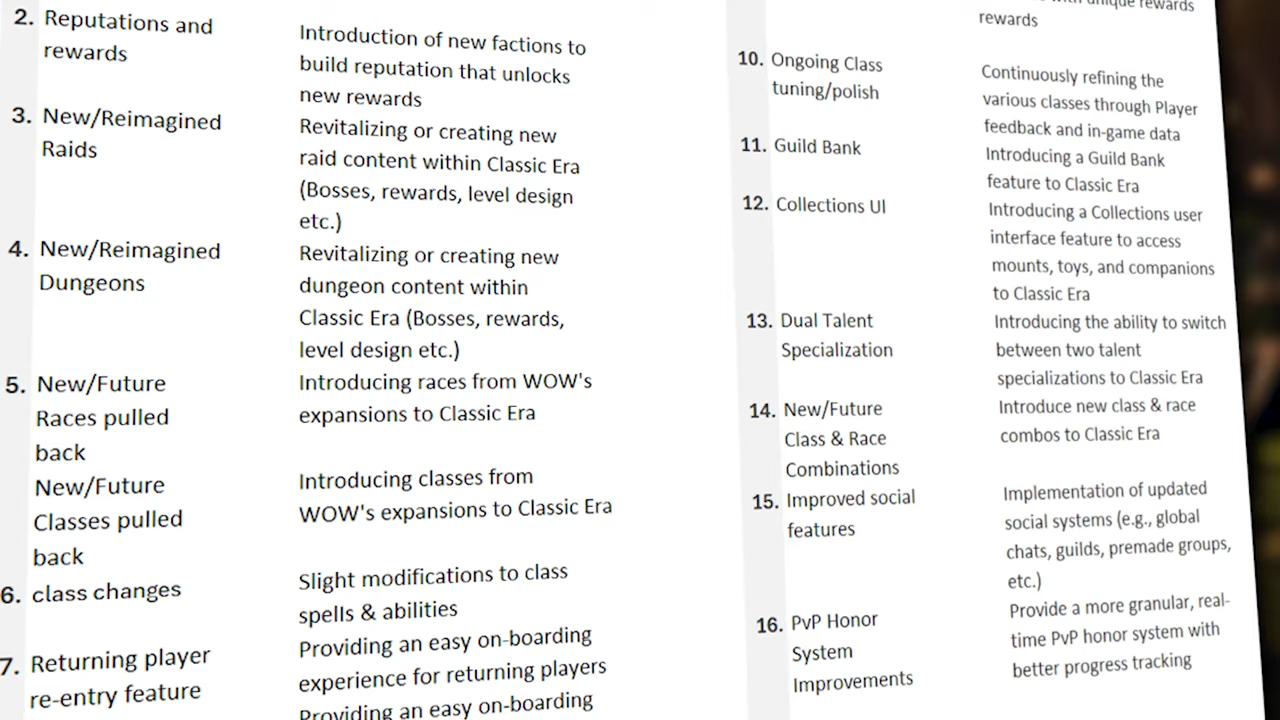 2. Reputations and
rewards
Introduction of new factions to
build reputation that unlocks
new rewards
3. New/Reimagined
Raids
Revitalizing or creating new
raid content within Classic Era
(Bosses, rewards, level design
etc.)
4. New/Reimagined
Dungeons
Revitalizing or creating new
dungeon content within
Classic Era (Bosses, rewards,
level design etc.)
5. New/Future
Races pulled
back
Introducing races from WOW's
expansions to Classic Era
New/Future
Classes pulled
back
Introducing classes from
WOW's expansions to Classic Era
6. class changes
Slight modifications to class
spells & abilities
7. Returning player
re-entry feature
Providing an easy on-boarding
experience for returning players
Providing an easy on-boarding
unique rewards
rewards
10. Ongoing Class
tuning/polish
Continuously refining the
various classes through Player
feedback and in-game data
11. Guild Bank
Introducing a Guild Bank
feature to Classic Era
12. Collections UI
Introducing a Collections user
interface feature to access
mounts, toys, and companions
to Classic Era
13. Dual Talent
Specialization
Introducing the ability to switch
between two talent
specializations to Classic Era
14. New/Future
Class & Race
Combinations
Introduce new class & race
combos to Classic Era
15. Improved social
features
Implementation of updated
social systems (e.g., global
chats, guilds, premade groups,
etc.)
16. PvP Honor
System
Improvements
Provide a more granular, real-
time PvP honor system with
better progress tracking